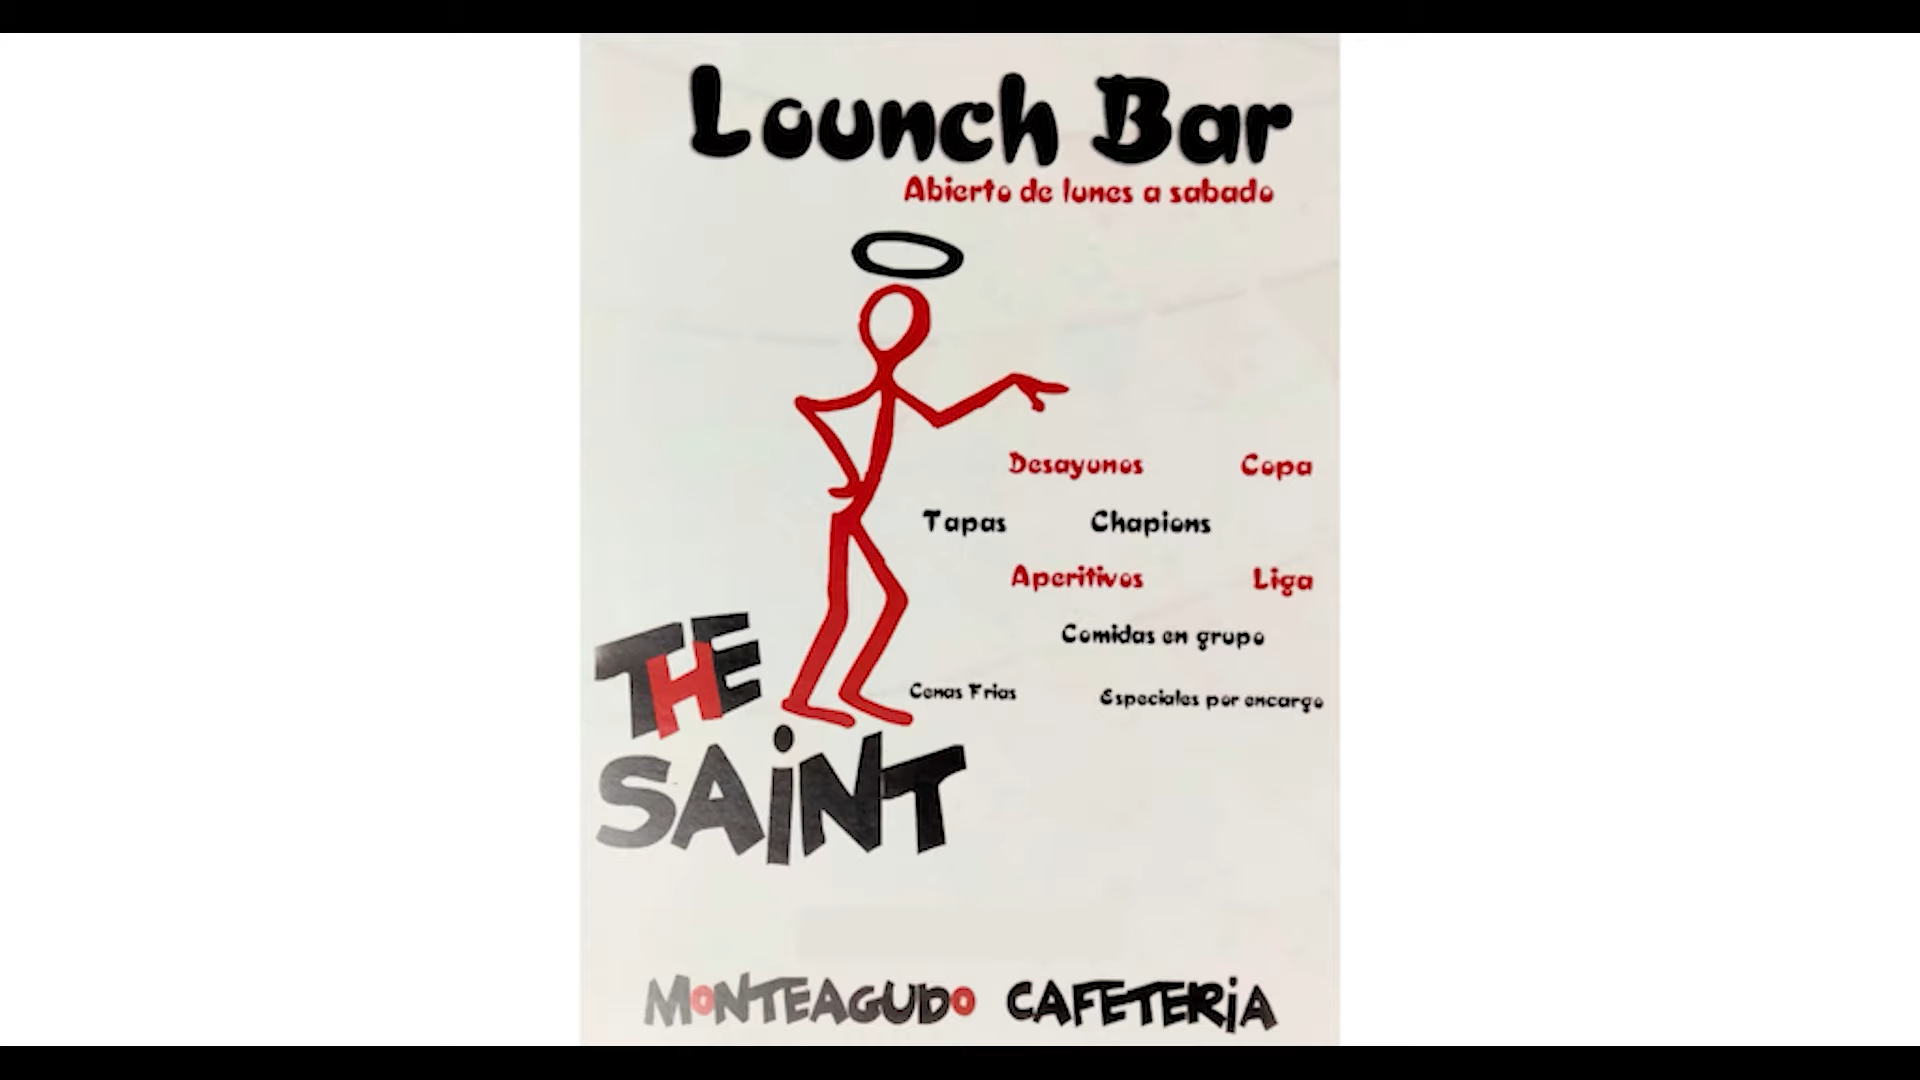 Lounch Bar
Abierto de lunes a sabado
Desayunos Copa
Tapas Chapions
Aperitivos Liga
Comidas en grupo
Cenas Frias Especiales por encargo
THE
SAiNT
MONTEAGUDO CAFETERiA